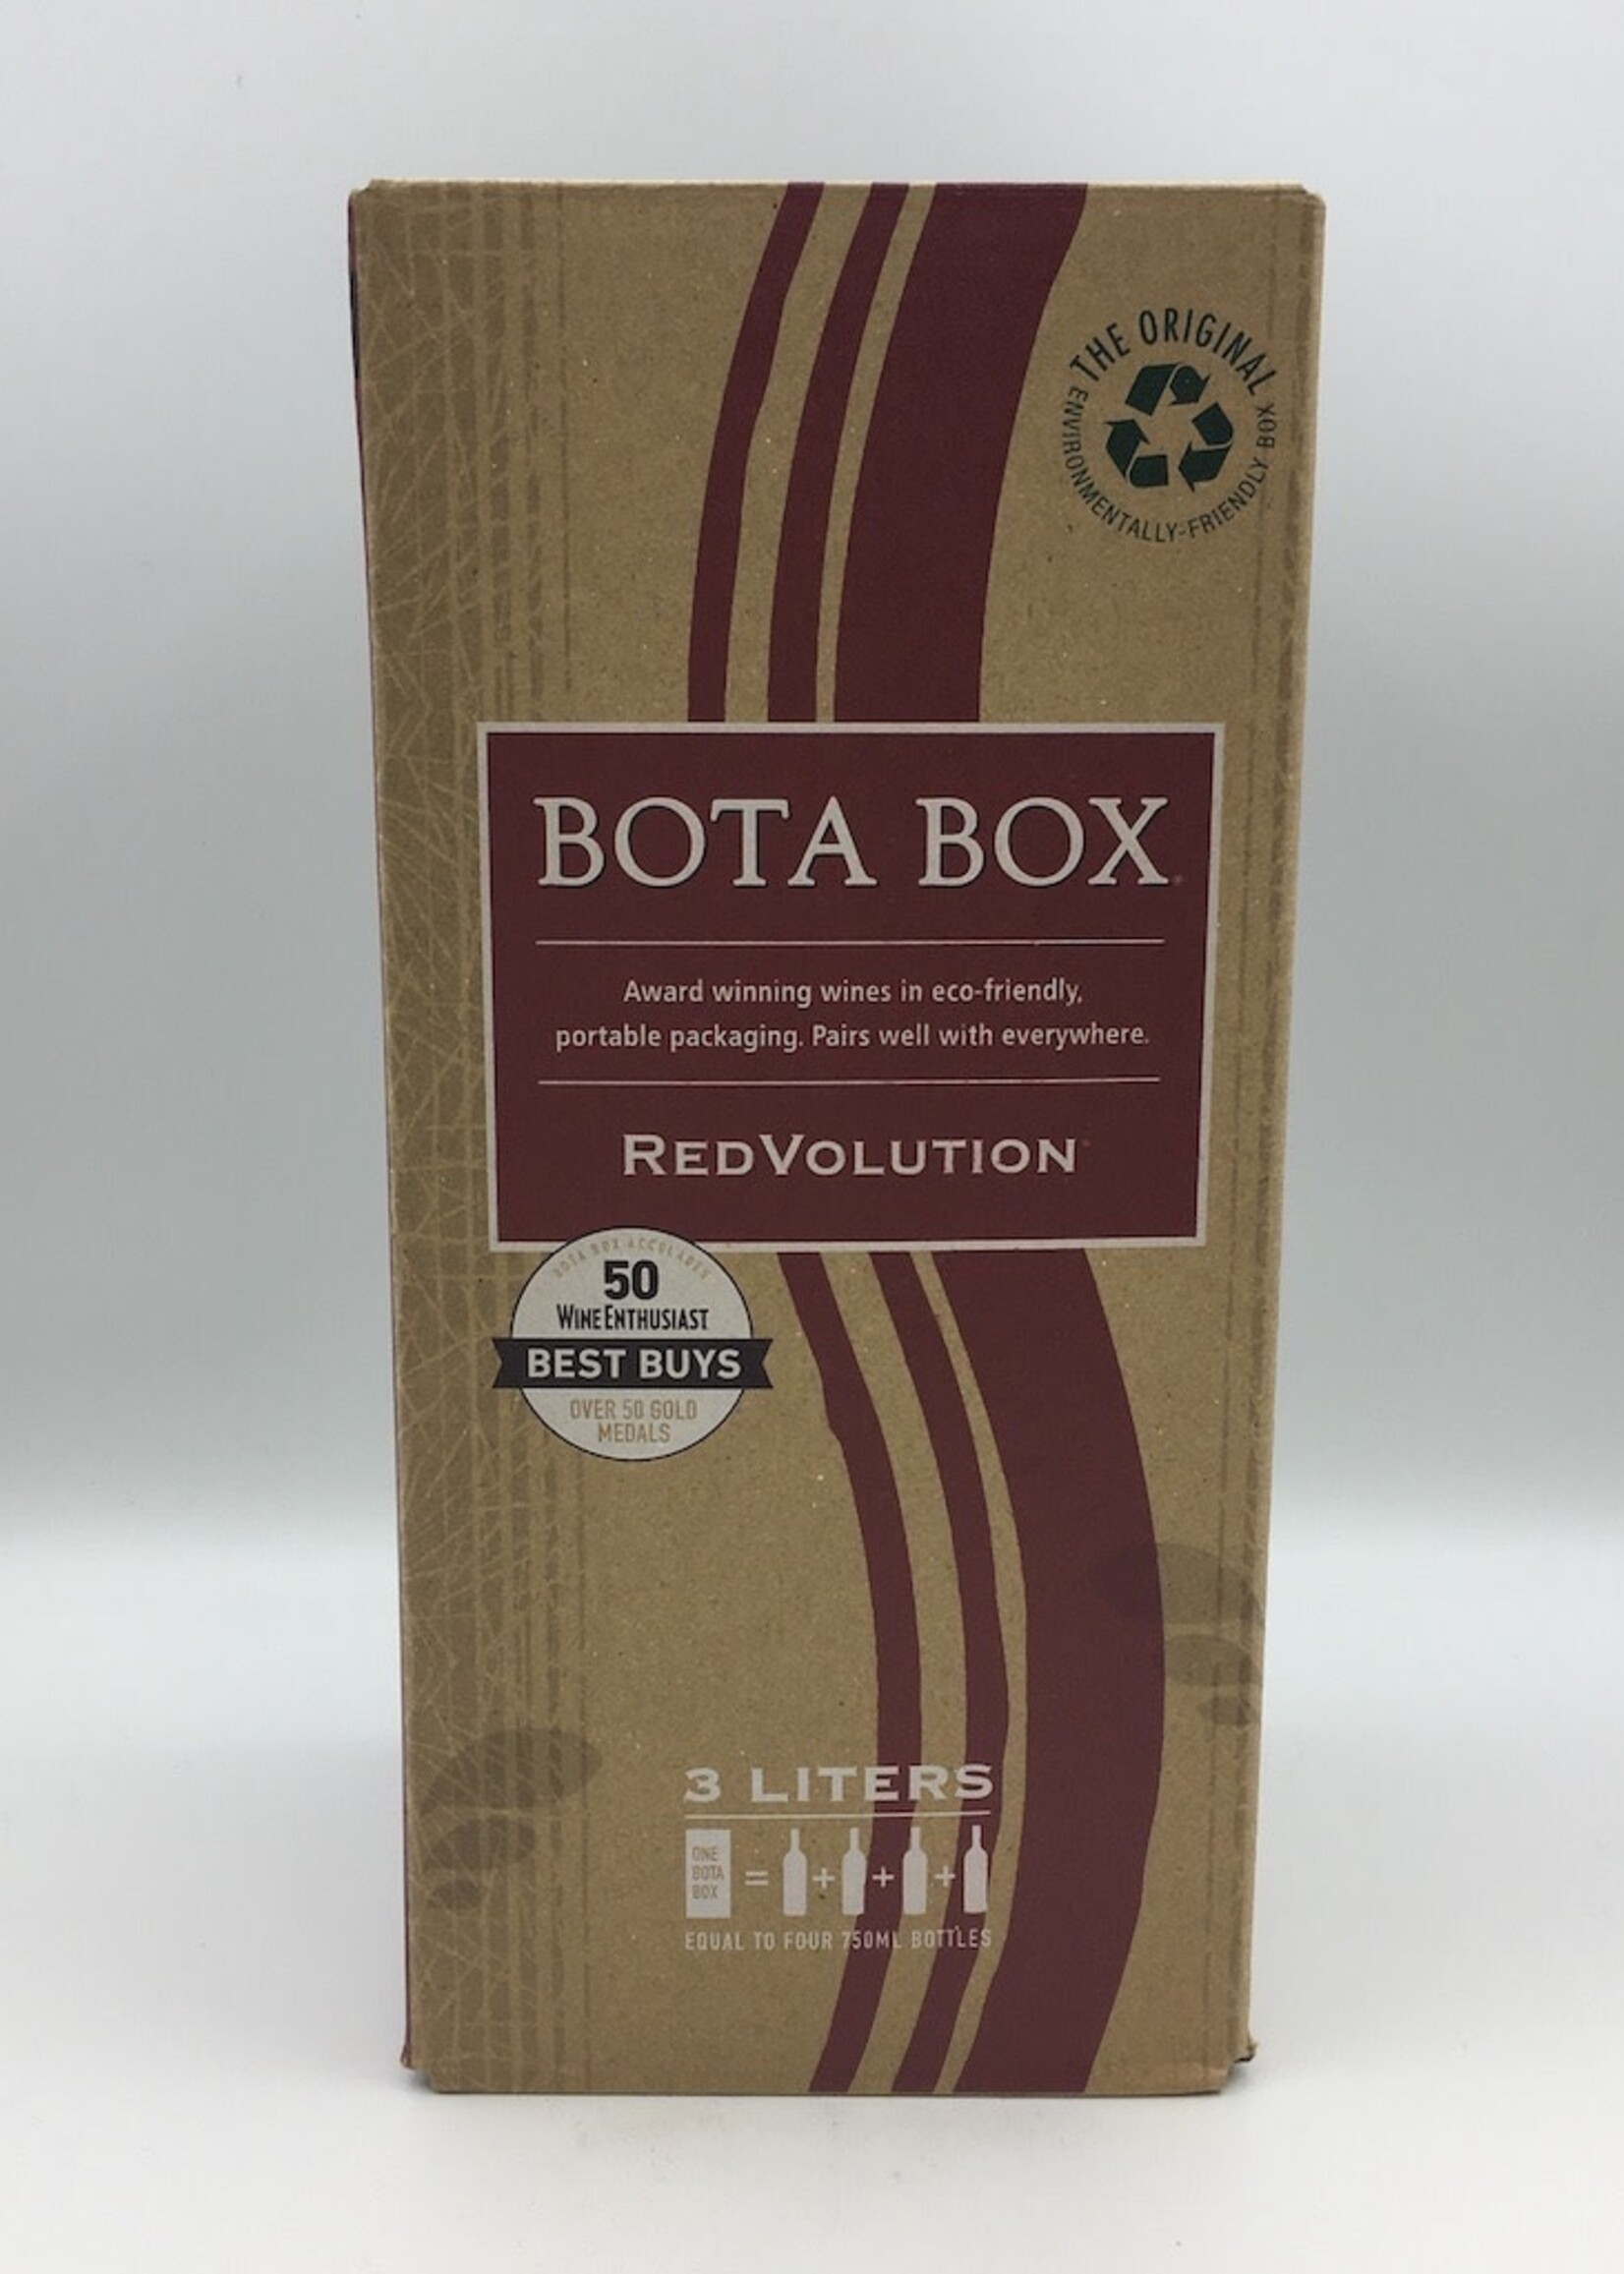 THE ORIGINAL
ENVIRONMENTALLY-FRIENDLY BOX
BOTA BOX
Award winning wines in eco-friendly,
portable packaging. Pairs well with everywhere.
REDVOLUTION
BOTA BOX ACCOLADES
50
WINE ENTHUSIAST
BEST BUYS
OVER 50 GOLD
MEDALS
3 LITERS
ONE
BOTA
BOX
= + + +
EQUAL TO FOUR 750ML BOTTLES